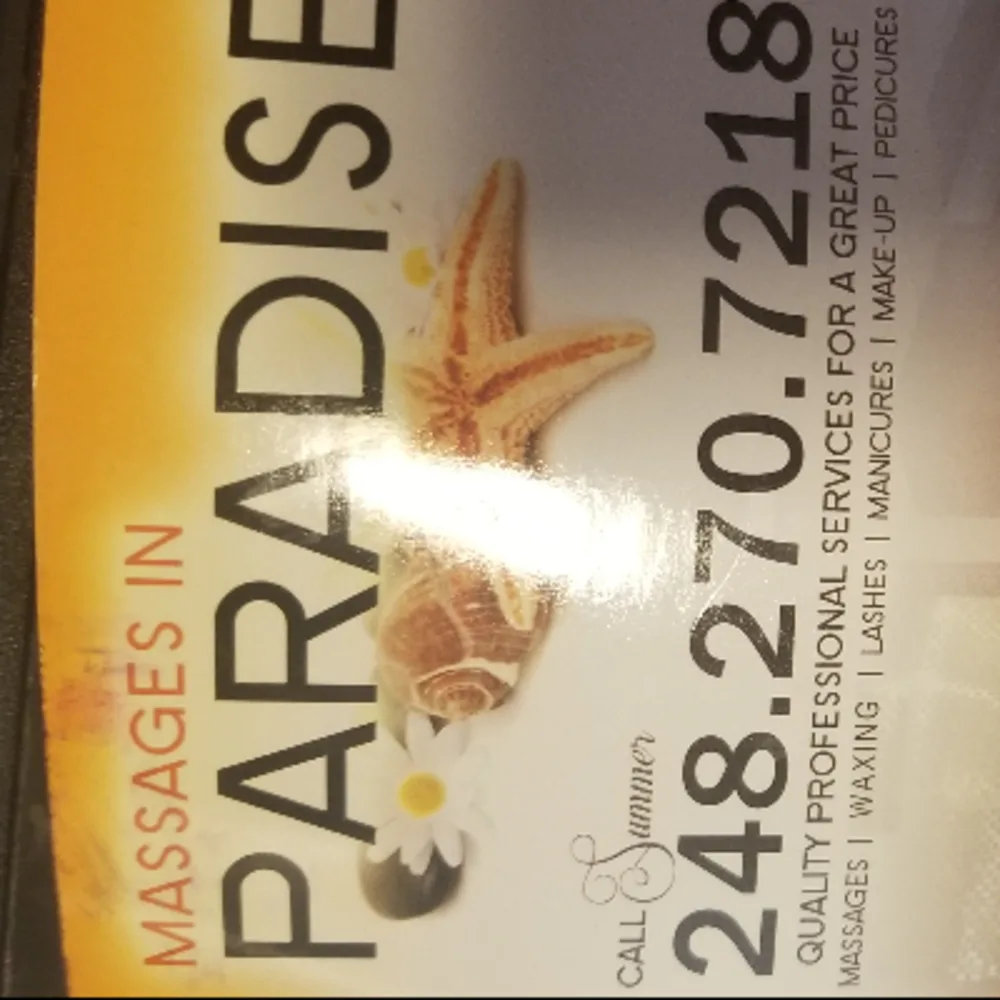 MASSAGES IN
PARADISE
CALL Summer
248.270.7218
QUALITY PROFESSIONAL SERVICES FOR A GREAT PRICE
MASSAGES | WAXING | LASHES | MANICURES | MAKE-UP | PEDICURES